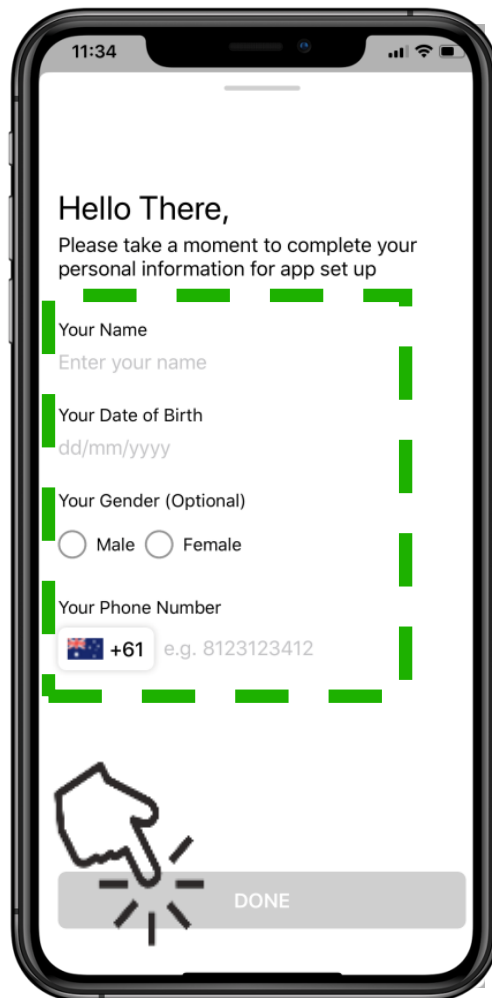 11:34
Hello There,
Please take a moment to complete your
personal information for app set up
Your Name
Enter your name
Your Date of Birth
dd/mm/yyyy
Your Gender (Optional)
Male Female
Your Phone Number
+61 e.g. 8123123412
DONE